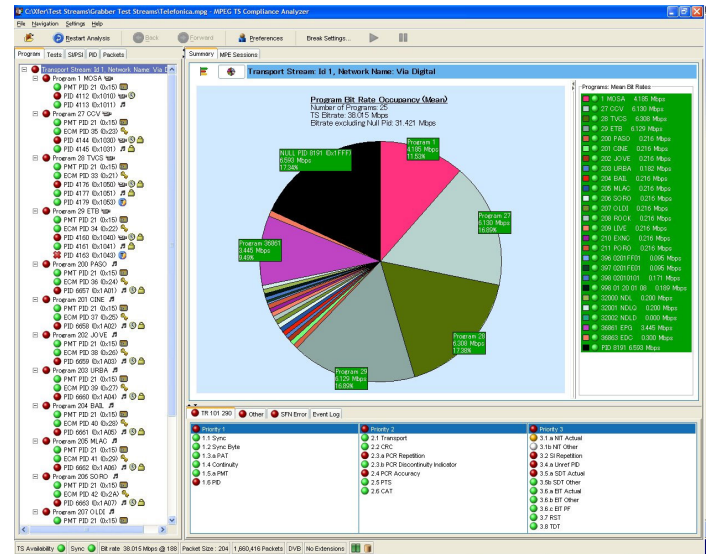 C:\Xfer\Test Streams\Grabber Test Streams\Telefonica.mpg - MPEG TS Compliance Analyzer
File Navigation Settings Help
Restart Analysis Back Forward Preferences Break Settings...
Program Tests SI/PSI PID Packets
Transport Stream: Id 1, Network Name: Via D
Program 1 MOSA
PMT PID 21 (0x15)
PID 4112 (0x1010)
PID 4113 (0x1011)
Program 27 CCV
PMT PID 21 (0x15)
ECM PID 35 (0x23)
PID 4144 (0x1030)
PID 4145 (0x1031)
Program 28 TVCS
PMT PID 21 (0x15)
ECM PID 33 (0x21)
PID 4176 (0x1050)
PID 4177 (0x1051)
PID 4179 (0x1053)
Program 29 ETB
PMT PID 21 (0x15)
ECM PID 34 (0x22)
PID 4160 (0x1040)
PID 4161 (0x1041)
PID 4163 (0x1043)
Program 200 PASO
PMT PID 21 (0x15)
ECM PID 36 (0x24)
PID 6657 (0x1A01)
Program 201 CINE
PMT PID 21 (0x15)
ECM PID 37 (0x25)
PID 6658 (0x1A02)
Program 202 JOVE
PMT PID 21 (0x15)
ECM PID 38 (0x26)
PID 6659 (0x1A03)
Program 203 URBA
PMT PID 21 (0x15)
ECM PID 39 (0x27)
PID 6660 (0x1A04)
Program 204 BAIL
PMT PID 21 (0x15)
ECM PID 40 (0x28)
PID 6661 (0x1A05)
Program 205 MLAC
PMT PID 21 (0x15)
ECM PID 41 (0x29)
PID 6662 (0x1A06)
Program 206 SORO
PMT PID 21 (0x15)
ECM PID 42 (0x2A)
PID 6663 (0x1A07)
Program 207 OLDI
PMT PID 21 (0x15)
Summary MPE Sessions
Transport Stream: Id 1, Network Name: Via Digital
Program Bit Rate Occupancy (Mean)
Number of Programs: 25
TS Bitrate: 38.015 Mbps
Bitrate excluding Null Pid: 31.421 Mbps
NULL PID 8191 (0x1FFF)
6.593 Mbps
17.34%
Program 1
4.185 Mbps
11.53%
Program 27
6.130 Mbps
16.89%
Program 28
6.308 Mbps
17.38%
Program 29
6.129 Mbps
16.89%
Program 36861
3.445 Mbps
9.49%
Programs: Mean Bit Rates
1 MOSA 4.185 Mbps
27 CCV 6.130 Mbps
28 TVCS 6.308 Mbps
29 ETB 6.129 Mbps
200 PASO 0.216 Mbps
201 CINE 0.216 Mbps
202 JOVE 0.216 Mbps
203 URBA 0.182 Mbps
204 BAIL 0.216 Mbps
205 MLAC 0.216 Mbps
206 SORO 0.216 Mbps
207 OLDI 0.216 Mbps
208 ROCK 0.216 Mbps
209 LIVE 0.216 Mbps
210 EXNO 0.216 Mbps
211 PORO 0.216 Mbps
396 0201FF01 0.095 Mbps
397 0201FE01 0.095 Mbps
398 02010101 0.171 Mbps
998 01 20 01 08 0.189 Mbps
32000 NDL 0.200 Mbps
32001 NDLQ 0.200 Mbps
32002 NDLD 0.000 Mbps
36861 EPG 3.445 Mbps
36863 EDC 0.300 Mbps
PID 8191 6.593 Mbps
TR 101 290 Other SFN Error Event Log
Priority 1
1.1 Sync
1.2 Sync Byte
1.3.a PAT
1.4 Continuity
1.5.a PMT
1.6 PID
Priority 2
2.1 Transport
2.2 CRC
2.3.a PCR Repetition
2.3.b PCR Discontinuity Indicator
2.4 PCR Accuracy
2.5 PTS
2.6 CAT
Priority 3
3.1.a NIT Actual
3.1b NIT Other
3.2 SI Repetition
3.4.a Unref PID
3.5.a SDT Actual
3.5b SDT Other
3.6.a EIT Actual
3.6.b EIT Other
3.6.c EIT PF
3.7 RST
3.8 TDT
TS Availability Sync Bit rate 38.015 Mbps @ 188 Packet Size : 204 1,660,416 Packets DVB No Extensions